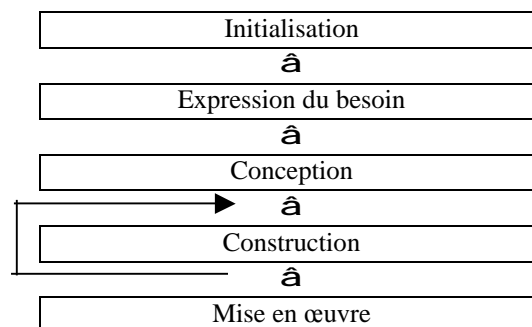 Initialisation
â
Expression du besoin
â
Conception
â
Construction
â
Mise en œuvre